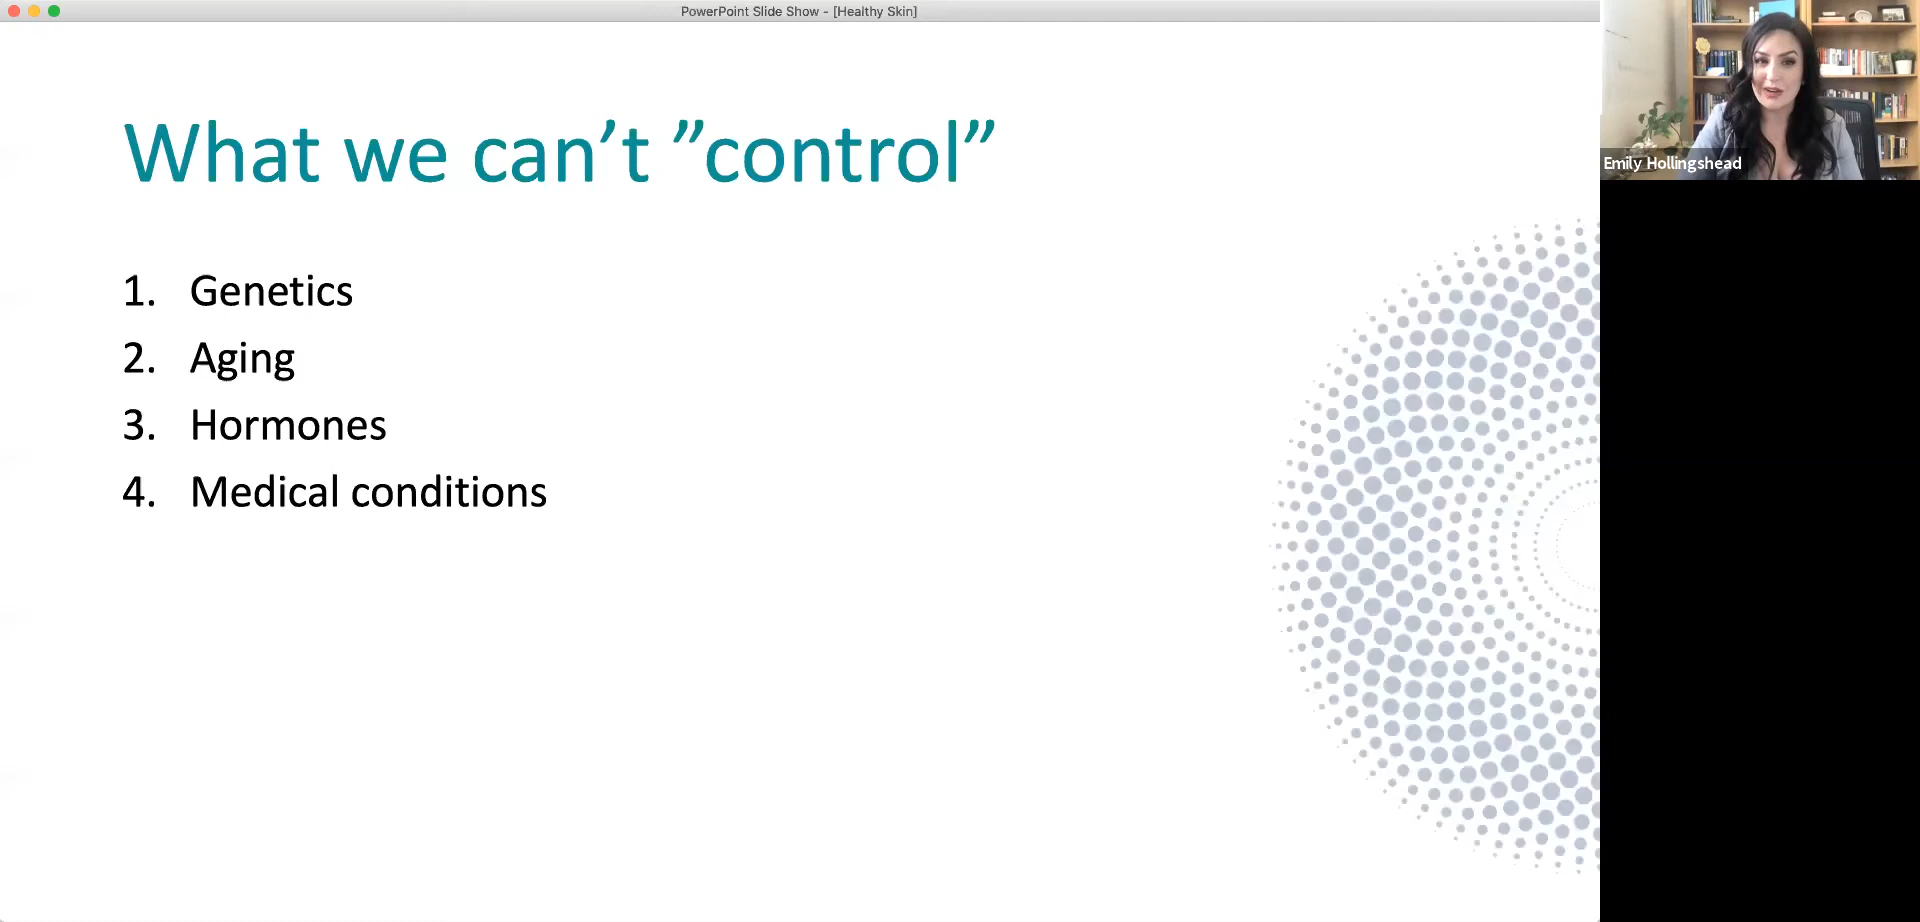 PowerPoint Slide Show - [Healthy Skin]
What we can’t ”control”
1. Genetics
2. Aging
3. Hormones
4. Medical conditions
Emily Hollingshead